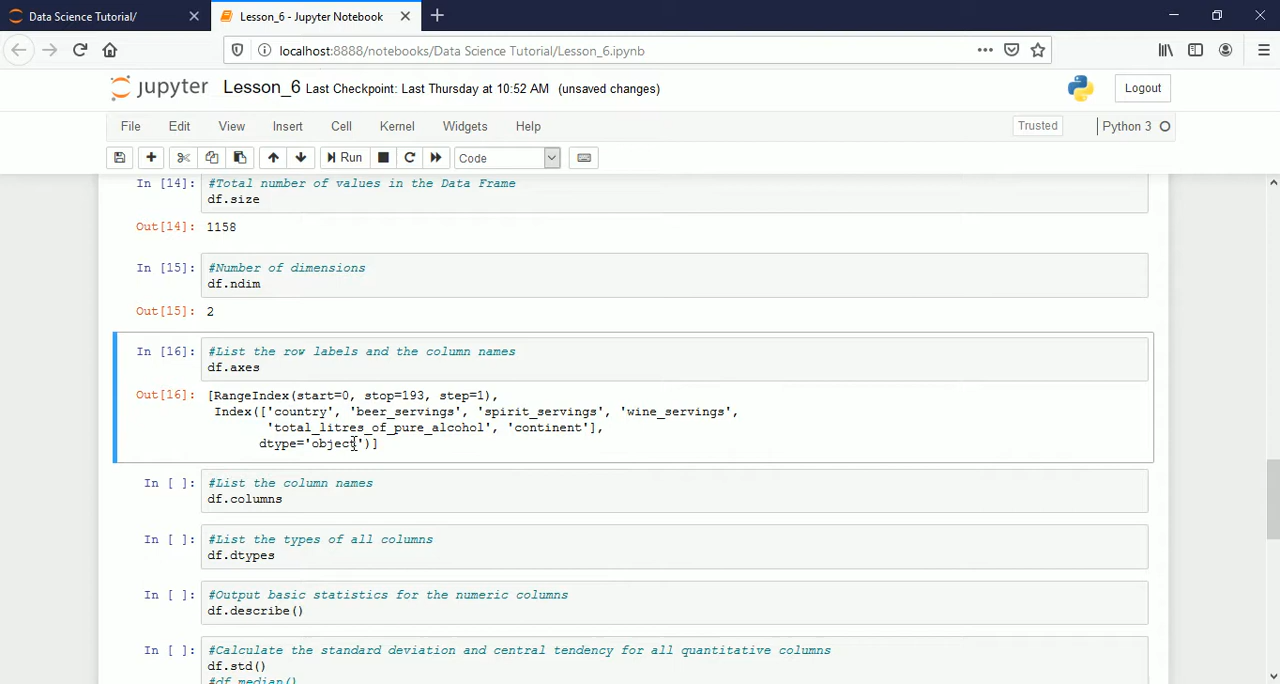 Data Science Tutorial/
Lesson_6 - Jupyter Notebook
localhost:8888/notebooks/Data Science Tutorial/Lesson_6.ipynb
jupyter Lesson_6 Last Checkpoint: Last Thursday at 10:52 AM (unsaved changes)
Logout
File Edit View Insert Cell Kernel Widgets Help
Trusted
Python 3
Run
Code
In [14]: #Total number of values in the Data Frame
df.size
Out[14]: 1158
In [15]: #Number of dimensions
df.ndim
Out[15]: 2
In [16]: #List the row labels and the column names
df.axes
Out[16]: [RangeIndex(start=0, stop=193, step=1),
Index(['country', 'beer_servings', 'spirit_servings', 'wine_servings',
'total_litres_of_pure_alcohol', 'continent'],
dtype='object')]
In [ ]: #List the column names
df.columns
In [ ]: #List the types of all columns
df.dtypes
In [ ]: #Output basic statistics for the numeric columns
df.describe()
In [ ]: #Calculate the standard deviation and central tendency for all quantitative columns
df.std()
#df.median()